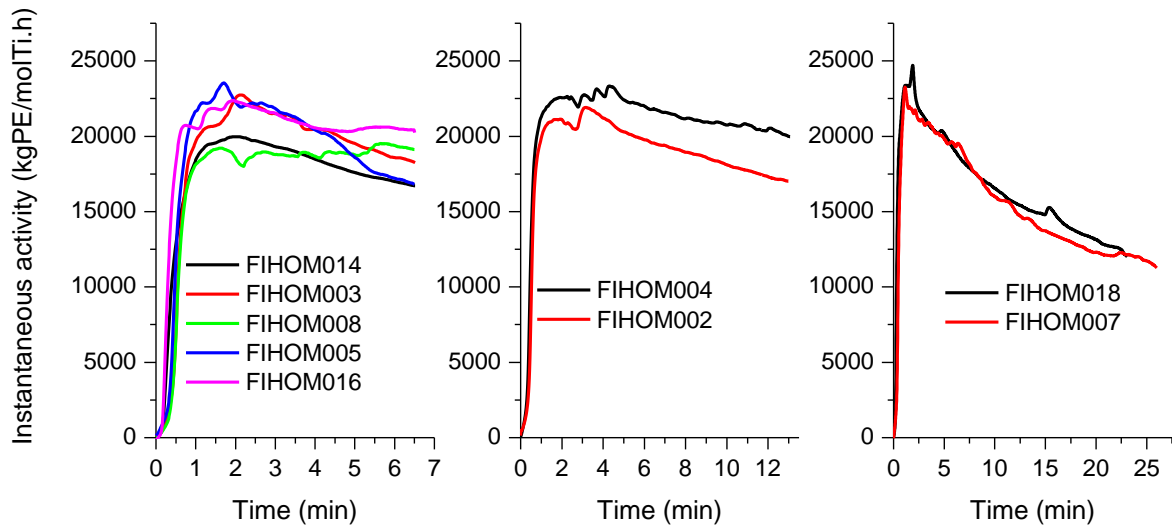 Instantaneous activity (kgPE/molTi.h)
25000
20000
15000
10000
5000
0
0 1 2 3 4 5 6 7
Time (min)
FIHOM014
FIHOM003
FIHOM008
FIHOM005
FIHOM016
25000
20000
15000
10000
5000
0
0 2 4 6 8 10 12
Time (min)
FIHOM004
FIHOM002
25000
20000
15000
10000
5000
0
0 5 10 15 20 25
Time (min)
FIHOM018
FIHOM007